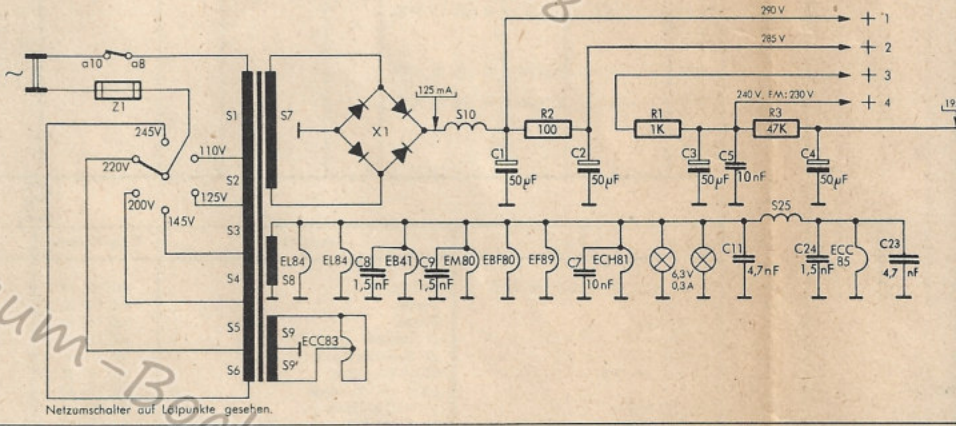 290 V
+ 1
285 V
+ 2
+ 3
240 V, F.M: 230 V
+ 4
~
a10 a8
Z1
125 mA
S10
R2
100
R1
1K
R3
47K
19
S1
S7
X1
C1
50µF
C2
50µF
C3
50µF
C5
10nF
C4
50µF
245V
110V
220V
S2
200V
125V
145V
S3
S25
EL84
EL84
C8
1,5nF
EB41
C9
1,5nF
EM80
EBF80
EF89
C7
10nF
ECH81
6,3V
0,3A
C11
4,7nF
C24
1,5nF
ECC
85
C23
4,7 nF
S4
S8
S5
S9
ECC83
S6
S9'
Netzumschalter auf Lötpunkte gesehen.
um-Boo